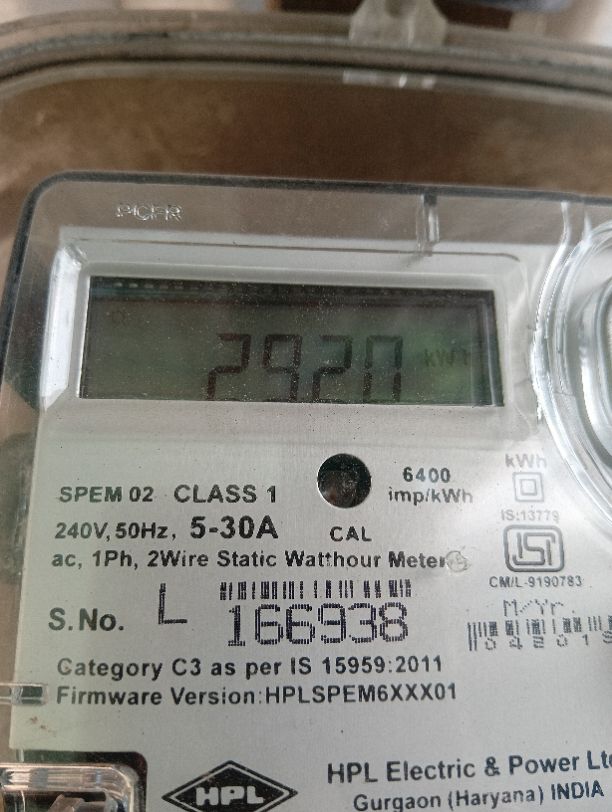 2920 kWh
kWh
6400
imp/kWh
SPEM 02 CLASS 1
240V, 50Hz, 5-30A
CAL
IS:13779
ISI
ac, 1Ph, 2Wire Static Watthour Meter
CM/L-9190783
S.No. L 166938
M/Yr.
Category C3 as per IS 15959:2011
Firmware Version:HPLSPEM6XXX01
HPL
HPL Electric & Power Lt
Gurgaon (Haryana) INDIA